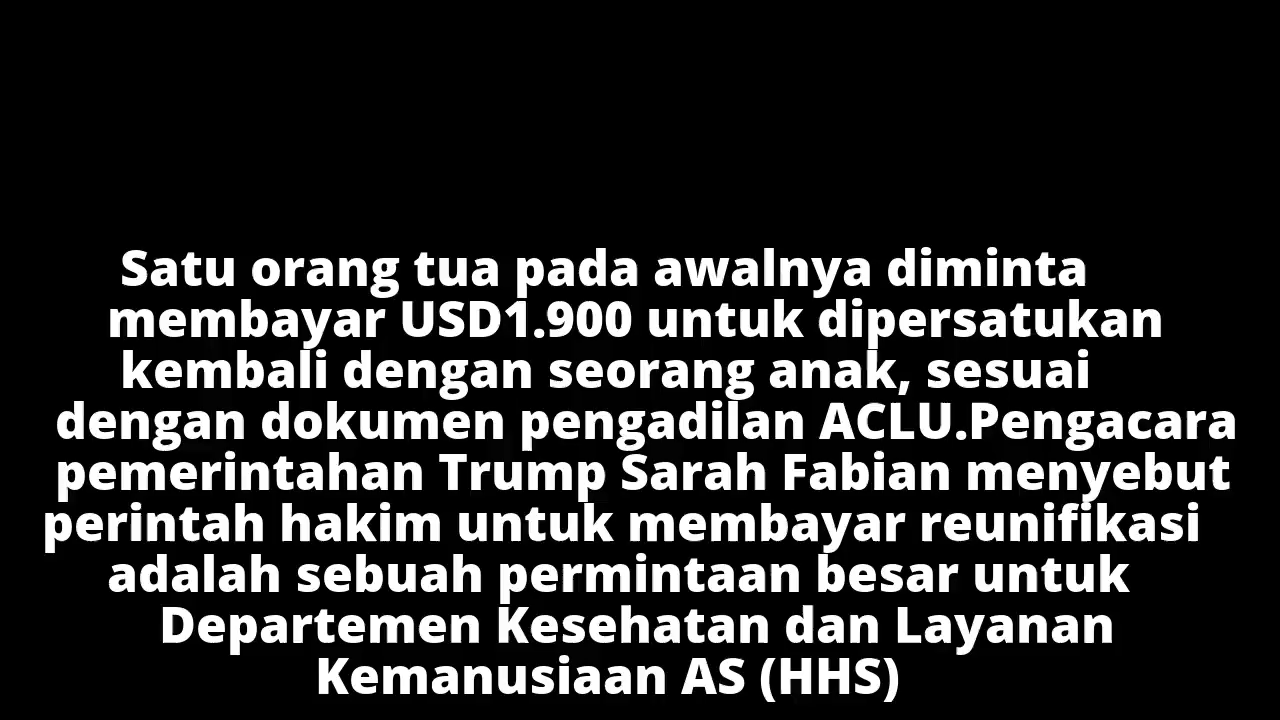 Satu orang tua pada awalnya diminta
membayar USD1.900 untuk dipersatukan
kembali dengan seorang anak, sesuai
dengan dokumen pengadilan ACLU.Pengacara
pemerintahan Trump Sarah Fabian menyebut
perintah hakim untuk membayar reunifikasi
adalah sebuah permintaan besar untuk
Departemen Kesehatan dan Layanan
Kemanusiaan AS (HHS)